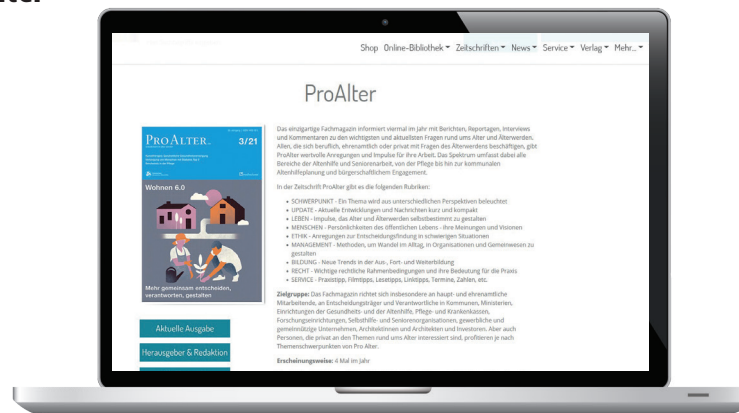 Shop Online-Bibliothek Zeitschriften News Service Verlag Mehr...
ProAlter
PROALTER. 3/21
Wohnen 6.0
Mehr gemeinsam entscheiden,
verantworten, gestalten
Aktuelle Ausgabe
Herausgeber & Redaktion
Das einzigartige Fachmagazin informiert viermal im Jahr mit Berichten, Reportagen, Interviews
und Kommentaren zu den wichtigsten und aktuellsten Fragen rund ums Alter und Älterwerden.
Allen, die sich beruflich, ehrenamtlich oder privat mit Fragen des Älterwerdens beschäftigen, gibt
ProAlter wertvolle Anregungen und Impulse für ihre Arbeit. Das Spektrum umfasst dabei alle
Bereiche der Altenhilfe und Seniorenarbeit, von der Pflege bis hin zur kommunalen
Altenhilfeplanung und bürgerschaftlichem Engagement.
In der Zeitschrift ProAlter gibt es die folgenden Rubriken:
• SCHWERPUNKT - Ein Thema wird aus unterschiedlichen Perspektiven beleuchtet
• UPDATE - Aktuelle Entwicklungen und Nachrichten kurz und kompakt
• LEBEN - Impulse, das Alter und Älterwerden selbstbestimmt zu gestalten
• MENSCHEN - Persönlichkeiten des öffentlichen Lebens - ihre Meinungen und Visionen
• ETHIK - Anregungen zur Entscheidungsfindung in schwierigen Situationen
• MANAGEMENT - Methoden, um Wandel im Alltag, in Organisationen und Gemeinwesen zu
gestalten
• BILDUNG - Neue Trends in der Aus-, Fort- und Weiterbildung
• RECHT - Wichtige rechtliche Rahmenbedingungen und ihre Bedeutung für die Praxis
• SERVICE - Praxistipp, Filmtipps, Lesetipps, Linktipps, Termine, Zahlen, etc.
Zielgruppe: Das Fachmagazin richtet sich insbesondere an haupt- und ehrenamtliche
Mitarbeitende, an Entscheidungsträger und Verantwortliche in Kommunen, Ministerien,
Einrichtungen der Gesundheits- und der Altenhilfe, Pflege- und Krankenkassen,
Forschungseinrichtungen, Selbsthilfe- und Seniorenorganisationen, gewerbliche und
gemeinnützige Unternehmen, Architektinnen und Architekten und Investoren. Aber auch
Personen, die privat an den Themen rund ums Alter interessiert sind, profitieren je nach
Themenschwerpunkten von Pro Alter.
Erscheinungsweise: 4 Mal im Jahr